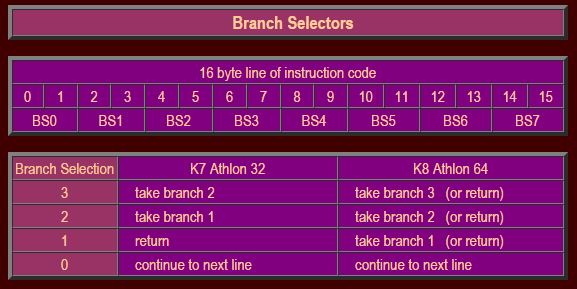 Branch Selectors
16 byte line of instruction code
0 1 2 3 4 5 6 7 8 9 10 11 12 13 14 15
BS0 BS1 BS2 BS3 BS4 BS5 BS6 BS7
Branch Selection K7 Athlon 32 K8 Athlon 64
3 take branch 2 take branch 3 (or return)
2 take branch 1 take branch 2 (or return)
1 return take branch 1 (or return)
0 continue to next line continue to next line